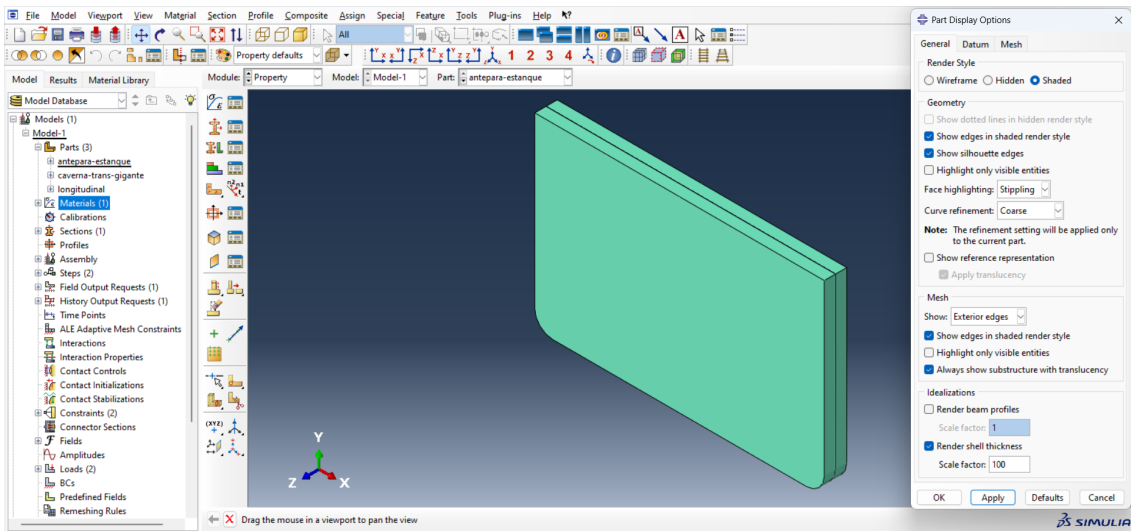 File Model Viewport View Material Section Profile Composite Assign Special Feature Tools Plug-ins Help
All
Property defaults
1 2 3 4
Model Results Material Library
Module: Property Model: Model-1 Part: antepara-estanque
Model Database
Models (1)
Model-1
Parts (3)
antepara-estanque
caverna-trans-gigante
longitudinal
Materials (1)
Calibrations
Sections (1)
Profiles
Assembly
Steps (2)
Field Output Requests (1)
History Output Requests (1)
Time Points
ALE Adaptive Mesh Constraints
Interactions
Interaction Properties
Contact Controls
Contact Initializations
Contact Stabilizations
Constraints (2)
Connector Sections
Fields
Amplitudes
Loads (2)
BCs
Predefined Fields
Remeshing Rules
(XYZ)
Y
Z X
Drag the mouse in a viewport to pan the view
Part Display Options
General Datum Mesh
Render Style
Wireframe Hidden Shaded
Geometry
Show dotted lines in hidden render style
Show edges in shaded render style
Show silhouette edges
Highlight only visible entities
Face highlighting: Stippling
Curve refinement: Coarse
Note: The refinement setting will be applied only
to the current part.
Show reference representation
Apply translucency
Mesh
Show: Exterior edges
Show edges in shaded render style
Highlight only visible entities
Always show substructure with translucency
Idealizations
Render beam profiles
Scale factor: 1
Render shell thickness
Scale factor: 100
OK Apply Defaults Cancel
SIMULIA